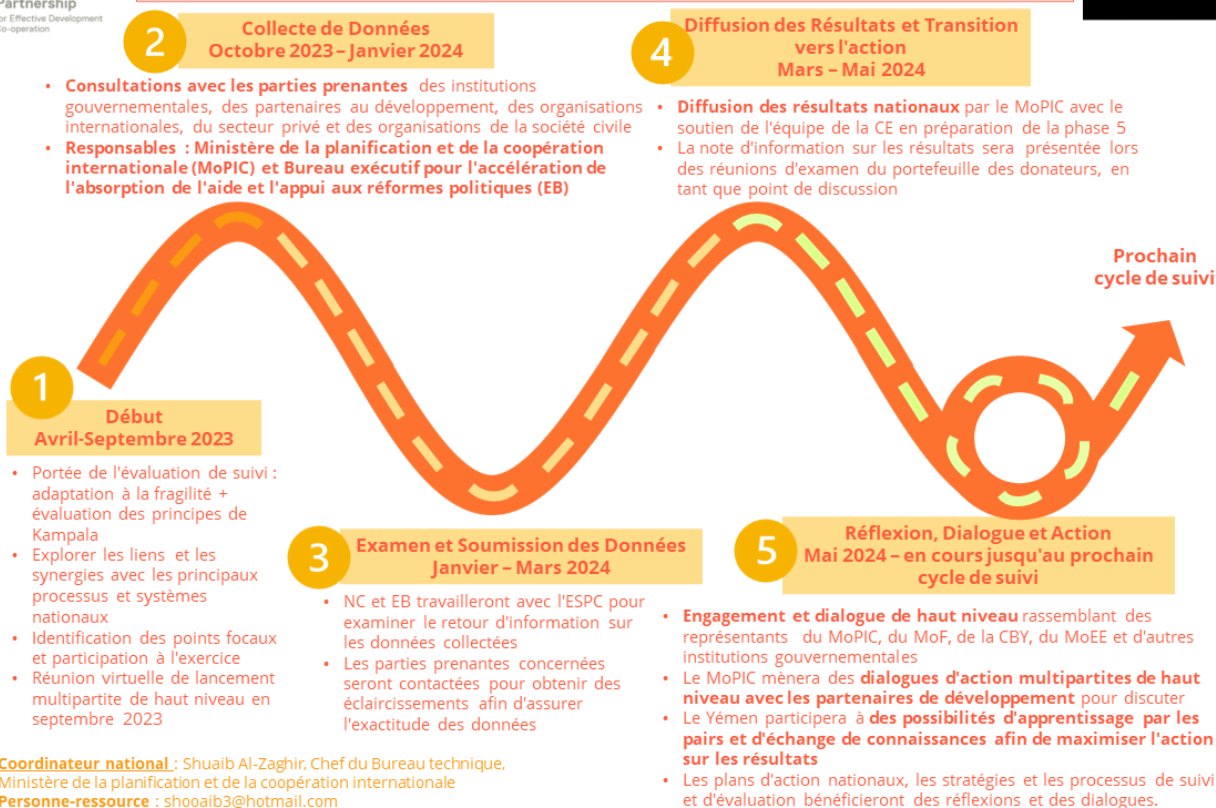 Partnership
for Effective Development
Co-operation
2
Collecte de Données
Octobre 2023 – Janvier 2024
• Consultations avec les parties prenantes des institutions
gouvernementales, des partenaires au développement, des organisations
internationales, du secteur privé et des organisations de la société civile
• Responsables : Ministère de la planification et de la coopération
internationale (MoPIC) et Bureau exécutif pour l'accélération de
l'absorption de l'aide et l'appui aux réformes politiques (EB)
4
Diffusion des Résultats et Transition
vers l'action
Mars – Mai 2024
• Diffusion des résultats nationaux par le MoPIC avec le
soutien de l'équipe de la CE en préparation de la phase 5
• La note d'information sur les résultats sera présentée lors
des réunions d'examen du portefeuille des donateurs, en
tant que point de discussion
Prochain
cycle de suivi
1
Début
Avril-Septembre 2023
• Portée de l'évaluation de suivi :
adaptation à la fragilité +
évaluation des principes de
Kampala
• Explorer les liens et les
synergies avec les principaux
processus et systèmes
nationaux
• Identification des points focaux
et participation à l'exercice
• Réunion virtuelle de lancement
multipartite de haut niveau en
septembre 2023
3
Examen et Soumission des Données
Janvier – Mars 2024
• NC et EB travailleront avec l'ESPC pour
examiner le retour d'information sur
les données collectées
• Les parties prenantes concernées
seront contactées pour obtenir des
éclaircissements afin d'assurer
l'exactitude des données
5
Réflexion, Dialogue et Action
Mai 2024 – en cours jusqu'au prochain
cycle de suivi
• Engagement et dialogue de haut niveau rassemblant des
représentants du MoPIC, du MoF, de la CBY, du MoEE et d'autres
institutions gouvernementales
• Le MoPIC mènera des dialogues d'action multipartites de haut
niveau avec les partenaires de développement pour discuter
• Le Yémen participera à des possibilités d'apprentissage par les
pairs et d'échange de connaissances afin de maximiser l'action
sur les résultats
• Les plans d'action nationaux, les stratégies et les processus de suivi
et d'évaluation bénéficieront des réflexions et des dialogues.
Coordinateur national : Shuaib Al-Zaghir, Chef du Bureau technique,
Ministère de la planification et de la coopération internationale
Personne-ressource : shooaib3@hotmail.com